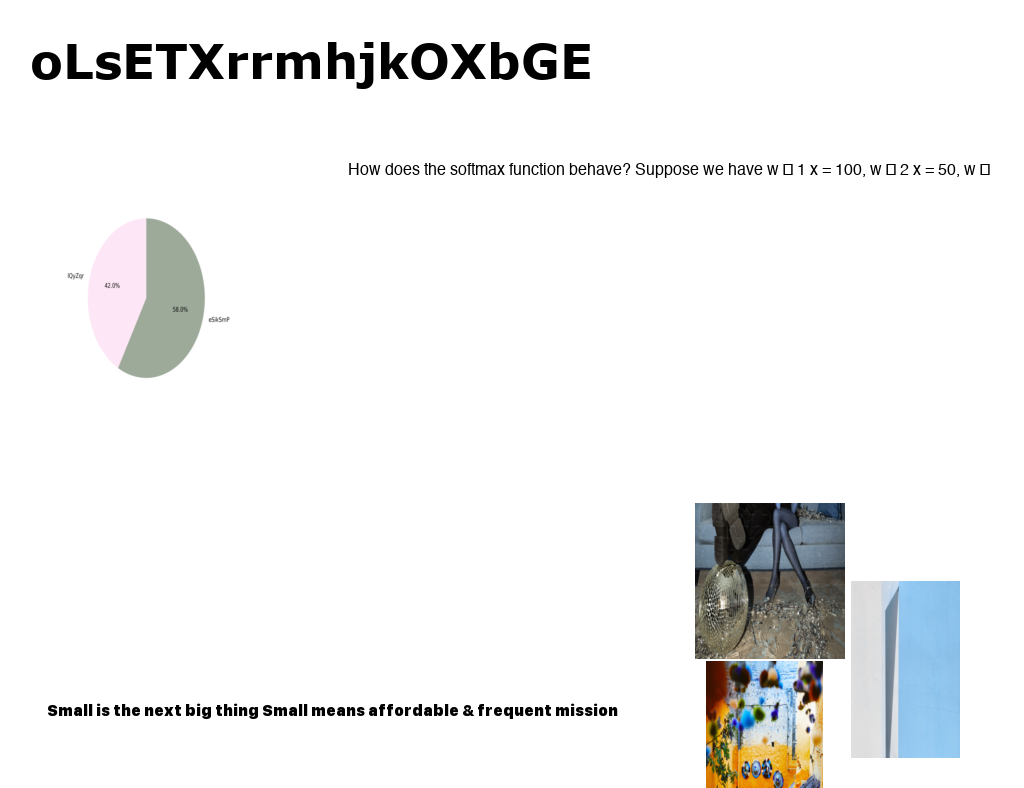 oLsETXrrmhjkOXbGE
How does the softmax function behave? Suppose we have w □ 1 x = 100, w □ 2 x = 50, w □
lQyZqr
42.0%
58.0%
eSikSmP
Small is the next big thing Small means affordable & frequent mission